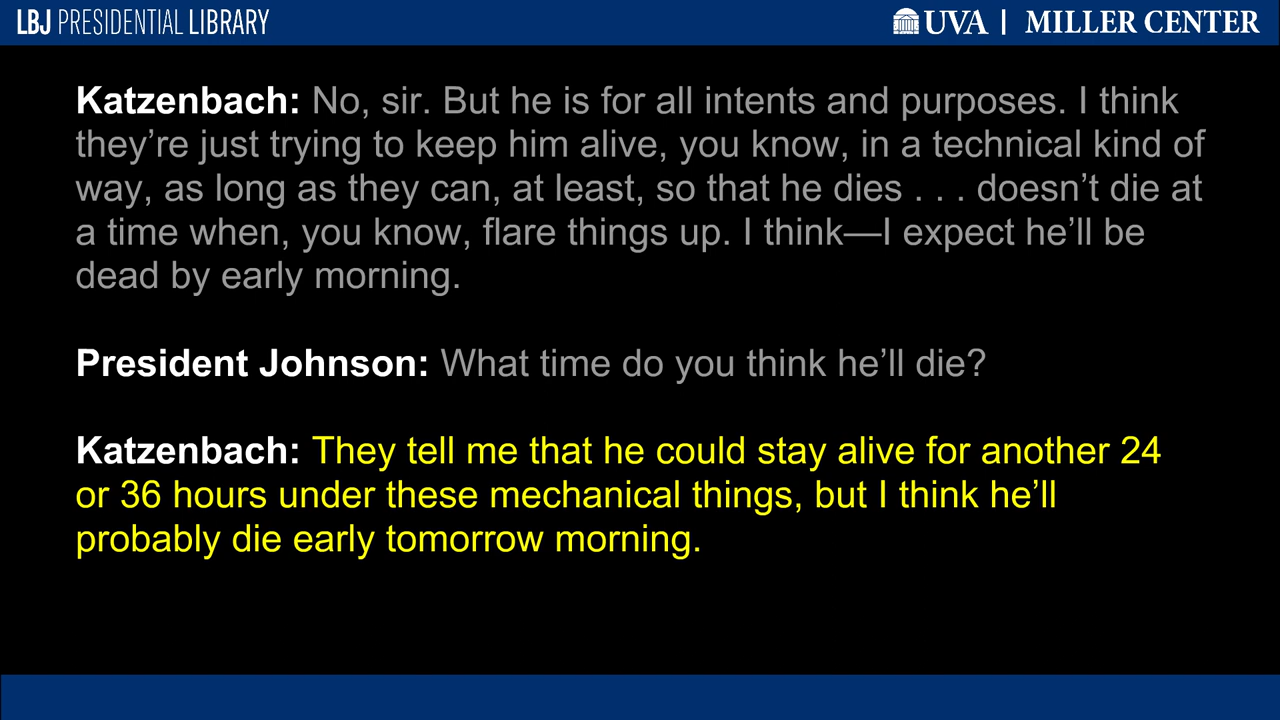 LBJ PRESIDENTIAL LIBRARY
UVA | MILLER CENTER
Katzenbach: No, sir. But he is for all intents and purposes. I think
they’re just trying to keep him alive, you know, in a technical kind of
way, as long as they can, at least, so that he dies . . . doesn’t die at
a time when, you know, flare things up. I think—I expect he’ll be
dead by early morning.
President Johnson: What time do you think he’ll die?
Katzenbach: They tell me that he could stay alive for another 24
or 36 hours under these mechanical things, but I think he’ll
probably die early tomorrow morning.